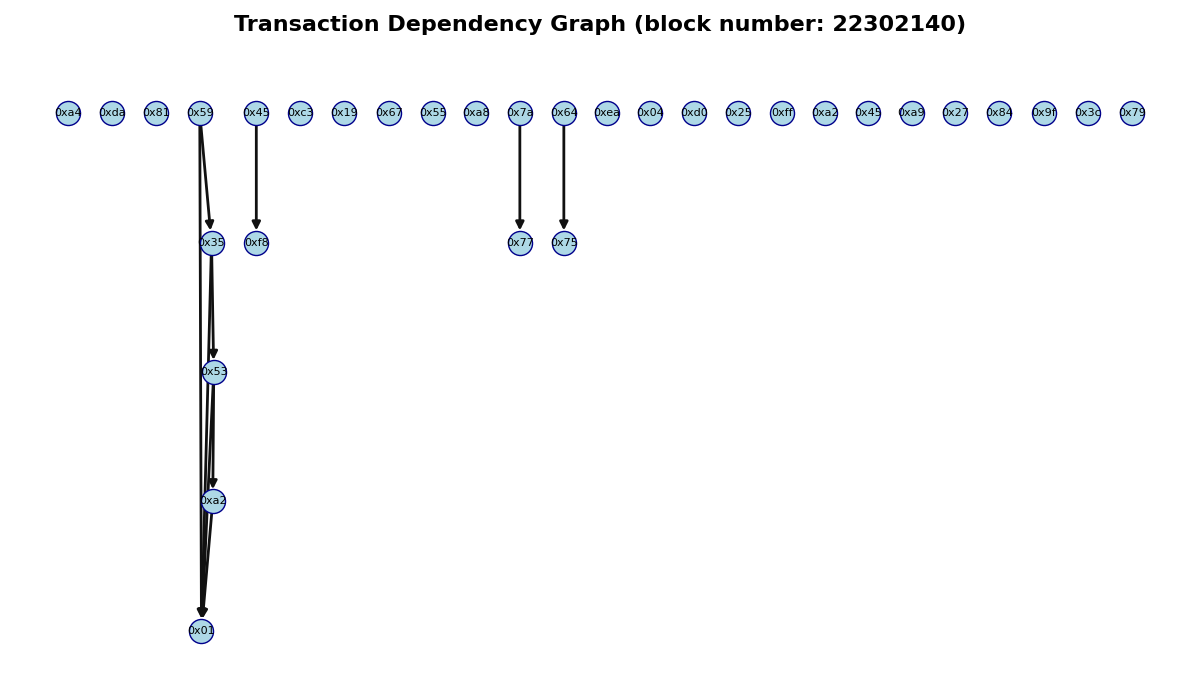 Transaction Dependency Graph (block number: 22302140)
0xa4 0xda 0x81 0x59 0x45 0xc3 0x19 0x67 0x55 0xa8 0x7a 0x64 0xea 0x04 0xd0 0x25 0xff 0xa2 0x45 0xa9 0x27 0x84 0x9f 0x3c 0x79
0x35 0xf8 0x77 0x75
0x53
0xa2
0x01